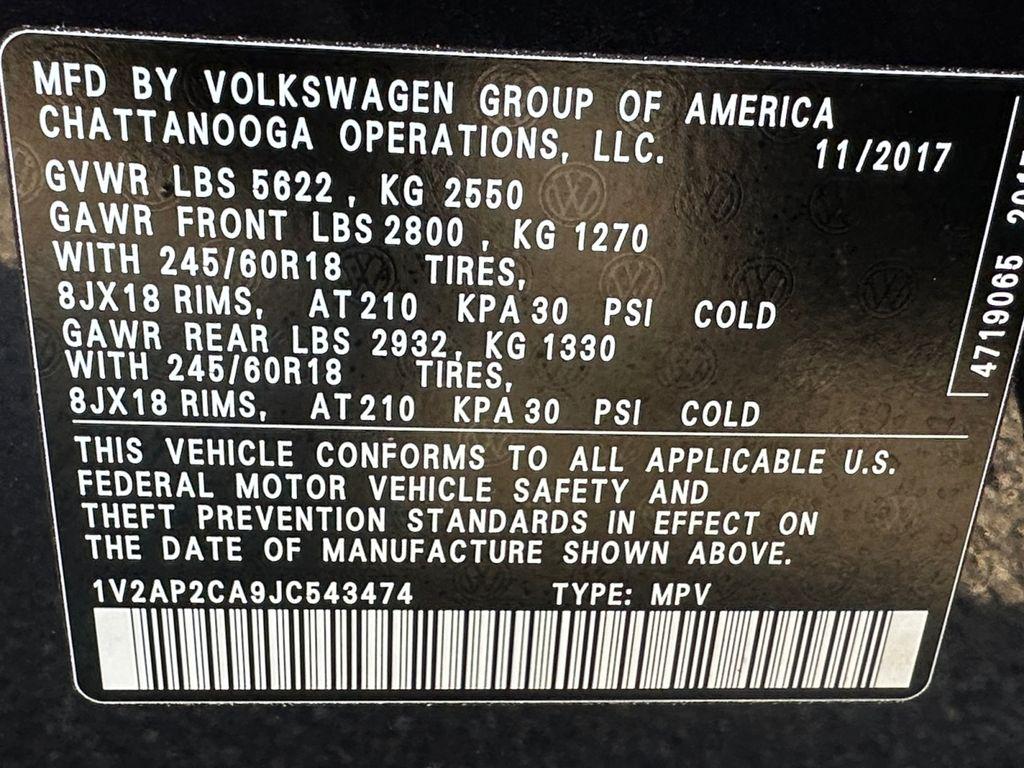 MFD BY VOLKSWAGEN GROUP OF AMERICA
CHATTANOOGA OPERATIONS, LLC.
11/2017
GVWR LBS 5622 , KG 2550
GAWR FRONT LBS 2800 , KG 1270
WITH 245/60R18 TIRES,
8JX18 RIMS, AT 210 KPA 30 PSI COLD
GAWR REAR LBS 2932, KG 1330
WITH 245/60R18 TIRES,
8JX18 RIMS, AT 210 KPA 30 PSI COLD
4719065
THIS VEHICLE CONFORMS TO ALL APPLICABLE U.S.
FEDERAL MOTOR VEHICLE SAFETY AND
THEFT PREVENTION STANDARDS IN EFFECT ON
THE DATE OF MANUFACTURE SHOWN ABOVE.
1V2AP2CA9JC543474 TYPE: MPV